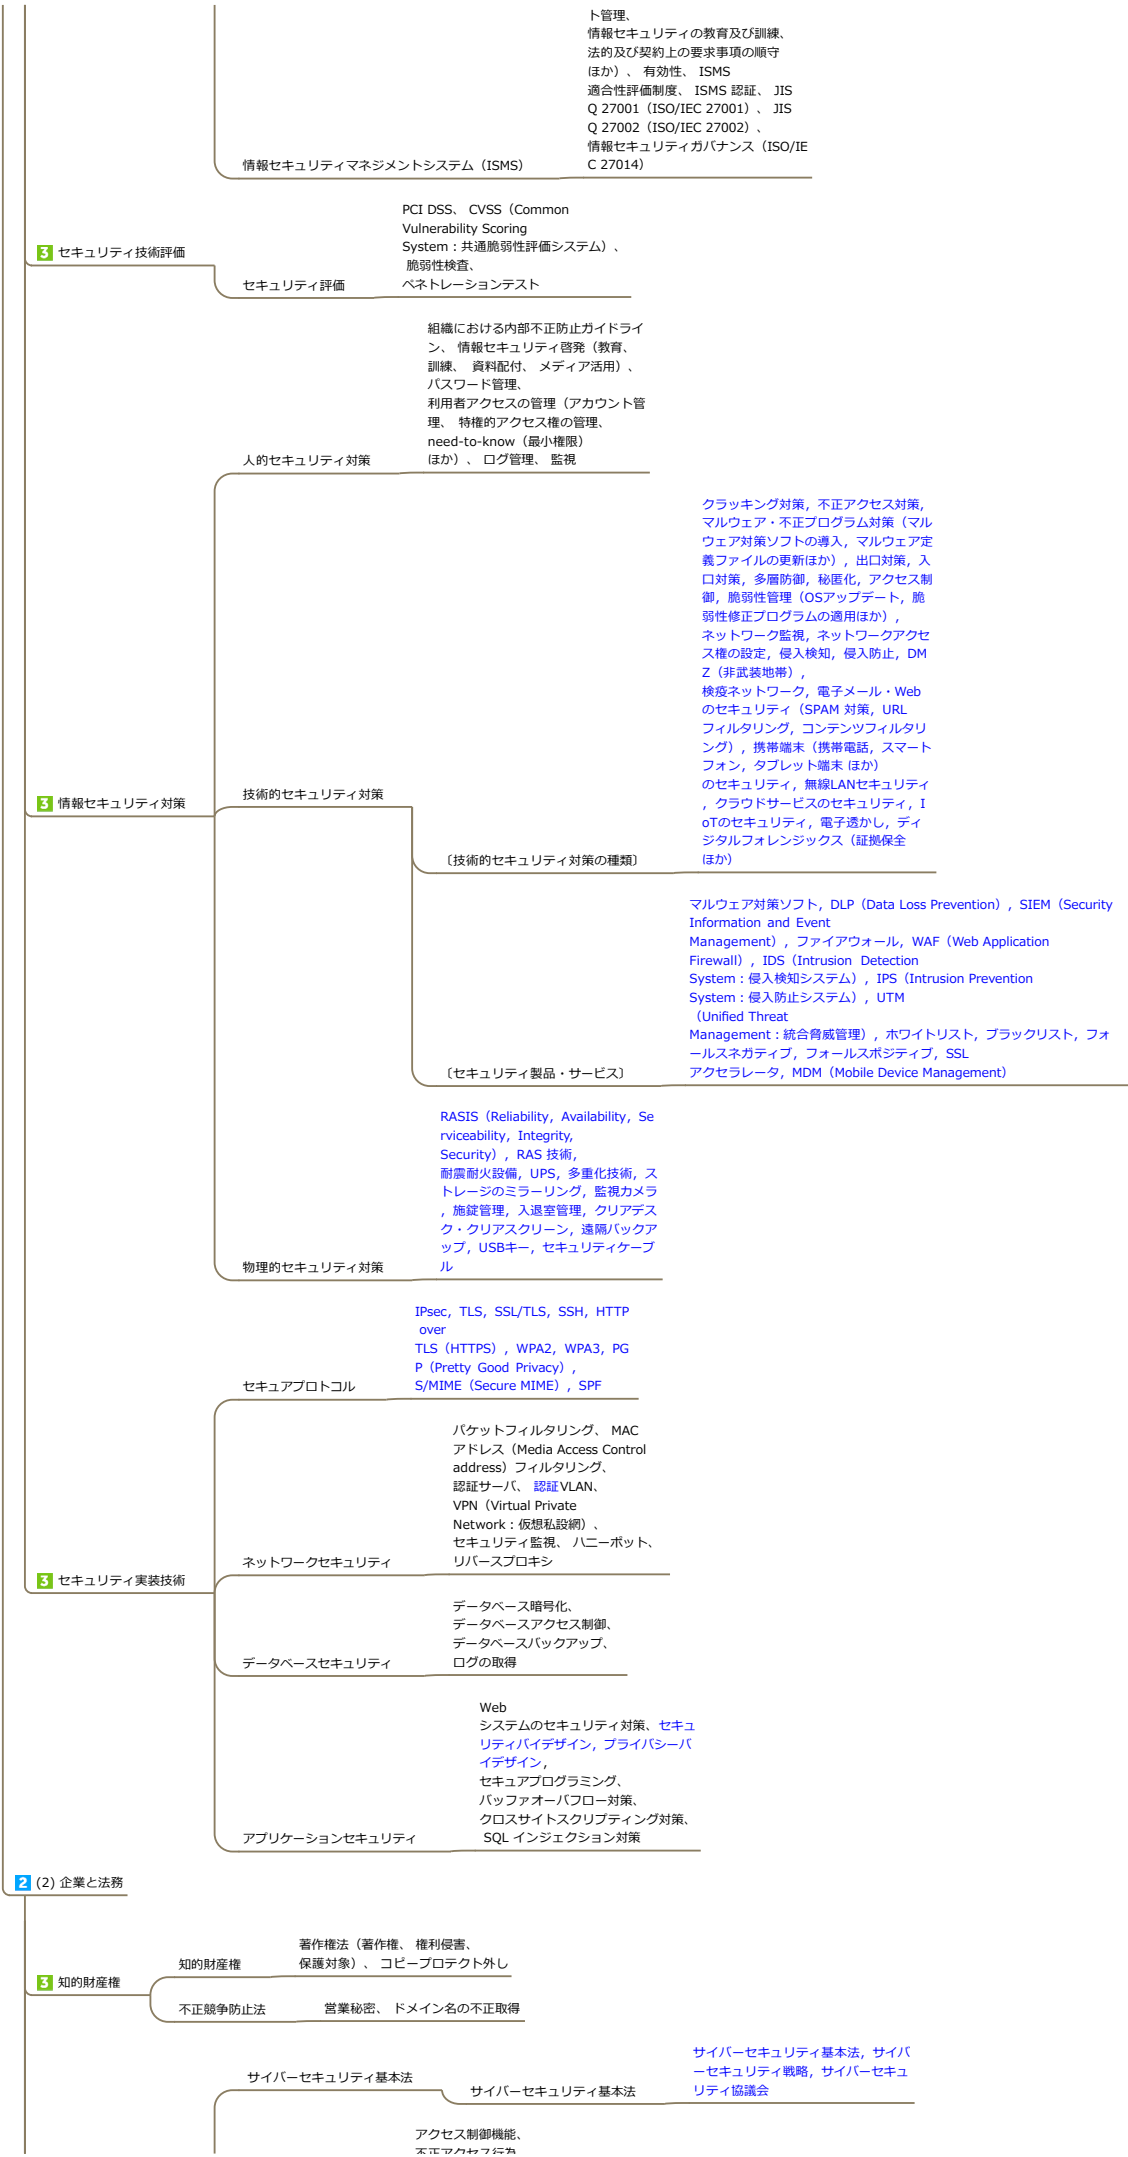 ト管理、
情報セキュリティの教育及び訓練、
法的及び契約上の要求事項の順守
ほか）、 有効性、 ISMS
適合性評価制度、 ISMS 認証、 JIS
Q 27001（ISO/IEC 27001）、 JIS
Q 27002（ISO/IEC 27002）、
情報セキュリティガバナンス（ISO/IE
C 27014）
情報セキュリティマネジメントシステム（ISMS）
PCI DSS、 CVSS（Common
Vulnerability Scoring
System：共通脆弱性評価システム）、
脆弱性検査、
ペネトレーションテスト
3 セキュリティ技術評価
セキュリティ評価
組織における内部不正防止ガイドライ
ン、 情報セキュリティ啓発（教育、
訓練、 資料配付、 メディア活用）、
パスワード管理、
利用者アクセスの管理（アカウント管
理、 特権的アクセス権の管理、
need-to-know（最小権限）
ほか）、 ログ管理、 監視
人的セキュリティ対策
クラッキング対策，不正アクセス対策，
マルウェア・不正プログラム対策（マル
ウェア対策ソフトの導入，マルウェア定
義ファイルの更新ほか），出口対策，入
口対策，多層防御，秘匿化，アクセス制
御，脆弱性管理（OSアップデート，脆
弱性修正プログラムの適用ほか），
ネットワーク監視，ネットワークアクセ
ス権の設定，侵入検知，侵入防止，DM
Z（非武装地帯），
検疫ネットワーク，電子メール・Web
のセキュリティ（SPAM 対策，URL
フィルタリング，コンテンツフィルタリ
ング），携帯端末（携帯電話，スマート
フォン，タブレット端末 ほか）
のセキュリティ，無線LANセキュリティ
，クラウドサービスのセキュリティ，I
oTのセキュリティ，電子透かし，ディ
ジタルフォレンジックス（証拠保全
ほか）
3 情報セキュリティ対策
技術的セキュリティ対策
〔技術的セキュリティ対策の種類〕
マルウェア対策ソフト，DLP（Data Loss Prevention），SIEM（Security
Information and Event
Management），ファイアウォール，WAF（Web Application
Firewall），IDS（Intrusion Detection
System：侵入検知システム），IPS（Intrusion Prevention
System：侵入防止システム），UTM
（Unified Threat
Management：統合脅威管理），ホワイトリスト，ブラックリスト，フォ
ールスネガティブ，フォールスポジティブ，SSL
アクセラレータ，MDM（Mobile Device Management）
〔セキュリティ製品・サービス〕
RASIS（Reliability，Availability，Se
rviceability，Integrity，
Security），RAS 技術，
耐震耐火設備，UPS，多重化技術，ス
トレージのミラーリング，監視カメラ
，施錠管理，入退室管理，クリアデス
ク・クリアスクリーン，遠隔バックア
ップ，USBキー，セキュリティケーブ
ル
物理的セキュリティ対策
IPsec，TLS，SSL/TLS，SSH，HTTP
over
TLS（HTTPS），WPA2，WPA3，PG
P（Pretty Good Privacy），
S/MIME（Secure MIME），SPF
セキュアプロトコル
パケットフィルタリング、 MAC
アドレス（Media Access Control
address）フィルタリング、
認証サーバ、 認証VLAN、
VPN（Virtual Private
Network：仮想私設網）、
セキュリティ監視、 ハニーポット、
リバースプロキシ
ネットワークセキュリティ
3 セキュリティ実装技術
データベース暗号化、
データベースアクセス制御、
データベースバックアップ、
ログの取得
データベースセキュリティ
Web
システムのセキュリティ対策、セキュ
リティバイデザイン，プライバシーバ
イデザイン，
セキュアプログラミング、
バッファオーバフロー対策、
クロスサイトスクリプティング対策、
SQL インジェクション対策
アプリケーションセキュリティ
2 (2) 企業と法務
著作権法（著作権、 権利侵害、
保護対象）、 コピープロテクト外し
知的財産権
3 知的財産権
不正競争防止法
営業秘密、 ドメイン名の不正取得
サイバーセキュリティ基本法，サイバ
ーセキュリティ戦略，サイバーセキュ
リティ協議会
サイバーセキュリティ基本法
サイバーセキュリティ基本法
アクセス制御機能、
不正アクセス行為